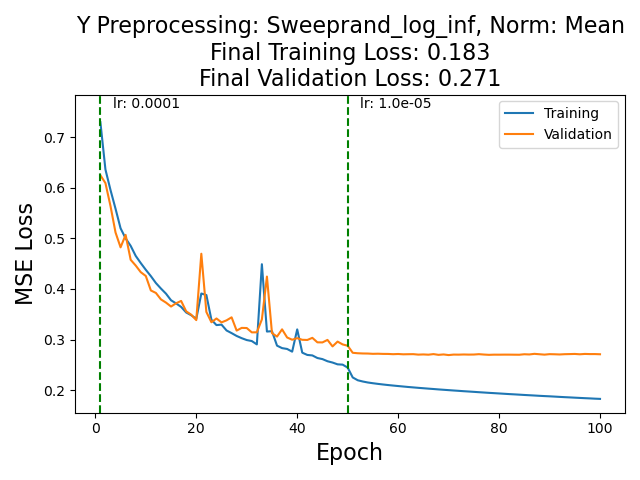 Y Preprocessing: Sweeprand_log_inf, Norm: Mean
Final Training Loss: 0.183
Final Validation Loss: 0.271
lr: 0.0001
lr: 1.0e-05
Training
Validation
0.7
0.6
0.5
0.4
0.3
0.2
MSE Loss
0
20
40
60
80
100
Epoch